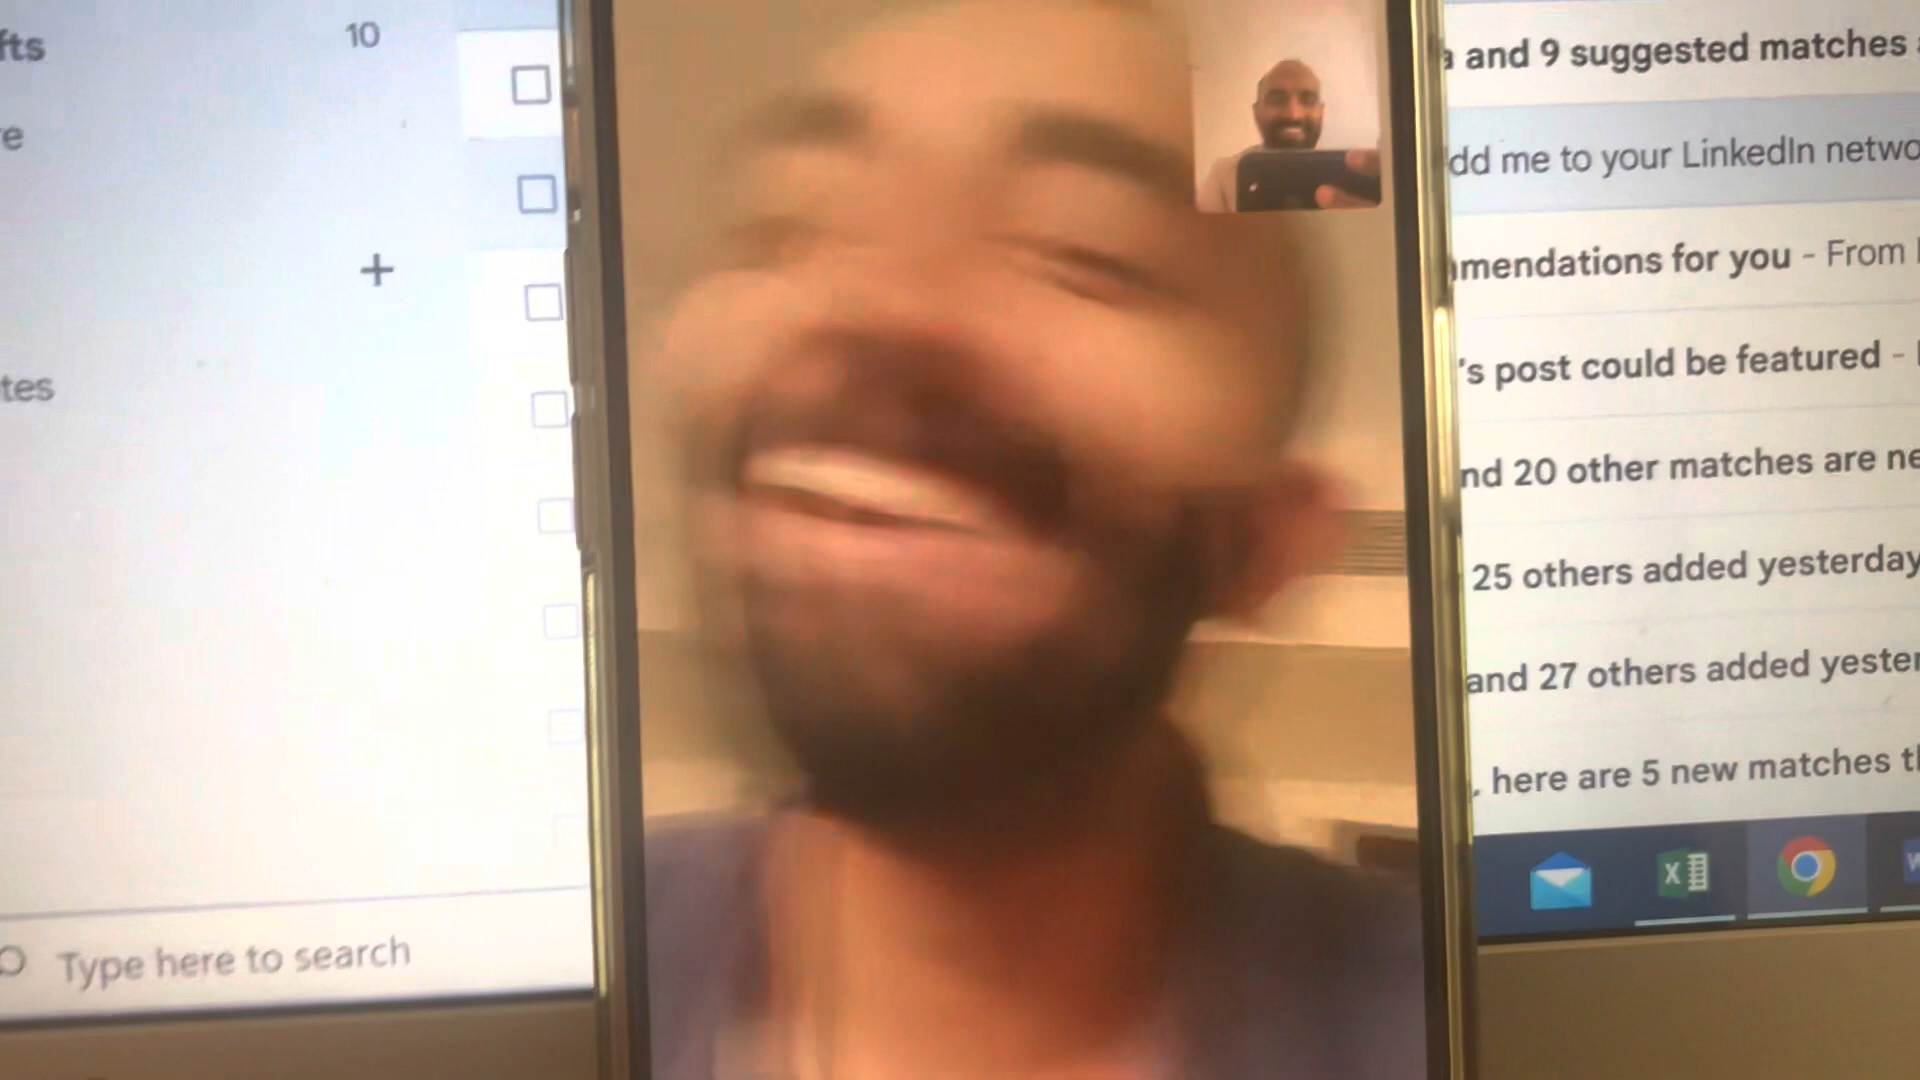 fts
10
re
+
tes
Type here to search
and 9 suggested matches
dd me to your LinkedIn netwo
mendations for you - From
's post could be featured -
nd 20 other matches are ne
25 others added yesterday
and 27 others added yester
, here are 5 new matches th
X
W